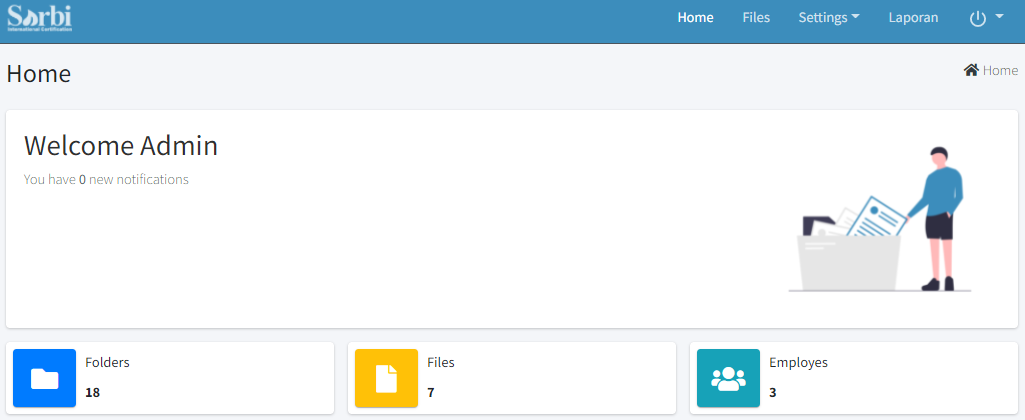 Sorbi
International Certification
Home Files Settings Laporan
Home
Home
Welcome Admin
You have 0 new notifications
Folders
18
Files
7
Employes
3